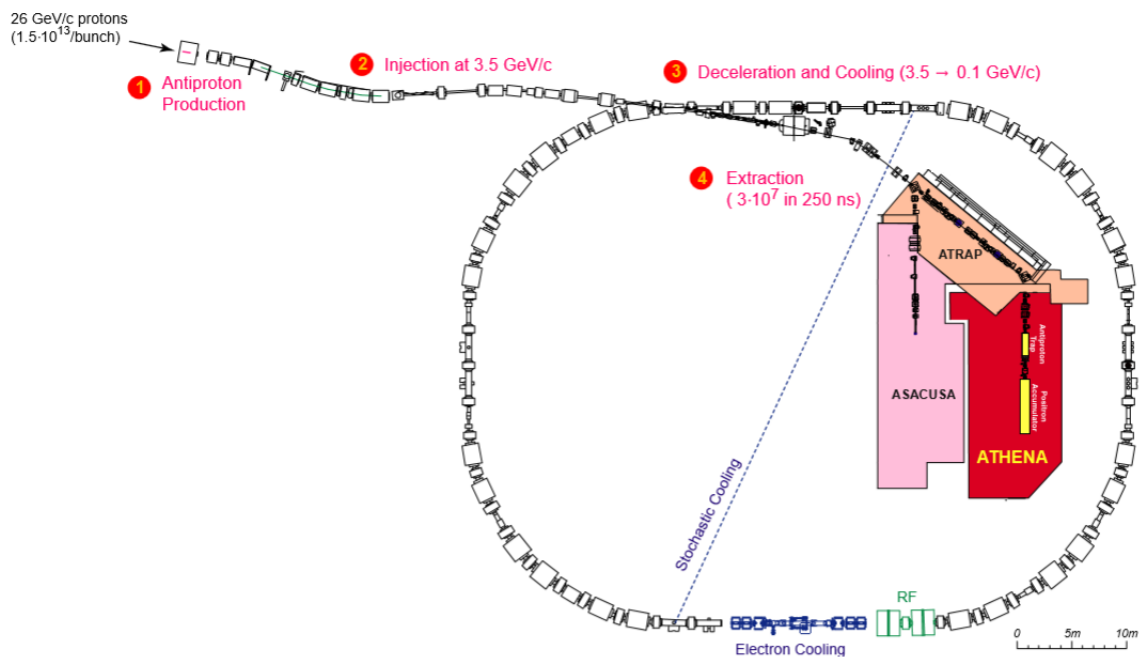 26 GeV/c protons
(1.5·10¹³/bunch)
1 Antiproton
Production
2 Injection at 3.5 GeV/c
3 Deceleration and Cooling (3.5 → 0.1 GeV/c)
4 Extraction
( 3·10⁷ in 250 ns)
ATRAP
ASACUSA
Antiproton
Trap
Positron
Accumulator
ATHENA
Stochastic Cooling
Electron Cooling
RF
0 5m 10m